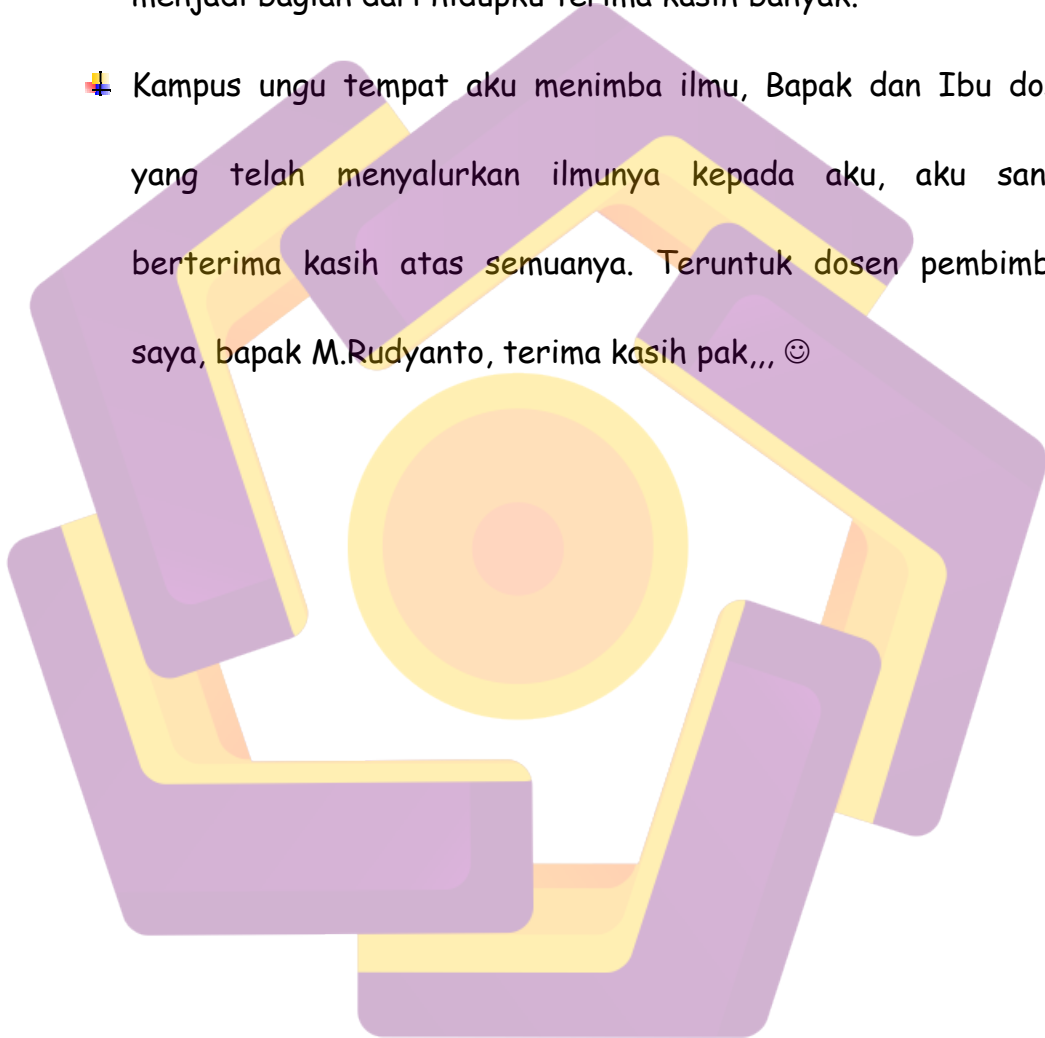 menjadi bagian dari hidupku terima kasih banyak.
Kampus ungu tempat aku menimba ilmu, Bapak dan Ibu do
yang telah menyalurkan ilmunya kepada aku, aku san
berterima kasih atas semuanya. Teruntuk dosen pembimb
saya, bapak M.Rudyanto, terima kasih pak,,, ☺